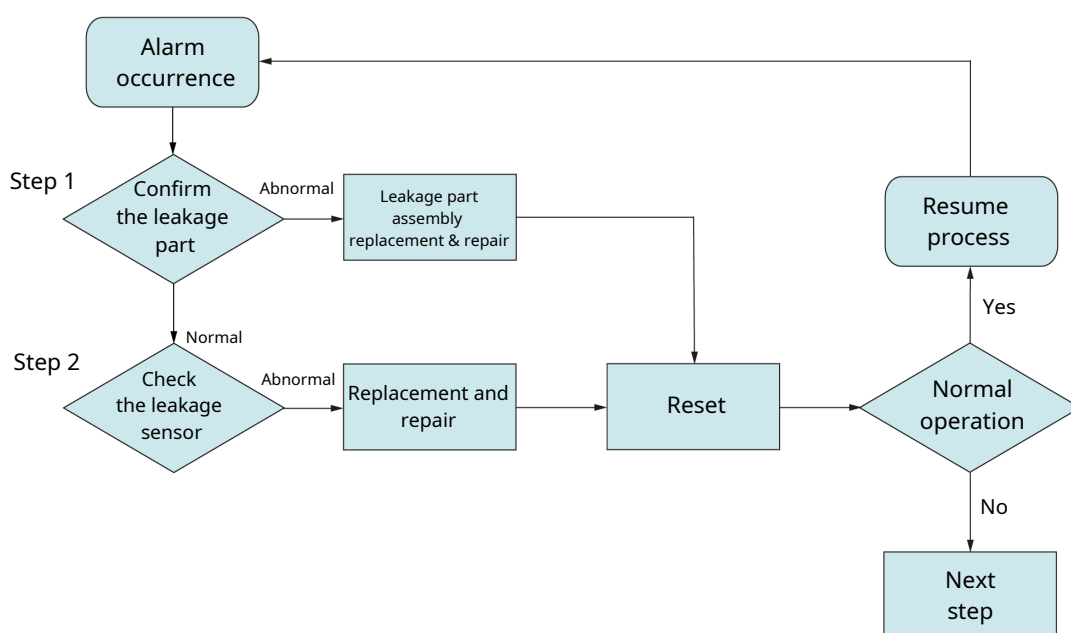 Alarm
occurrence
Step 1
Confirm
the leakage
part
Abnormal
Leakage part
assembly
replacement & repair
Resume
process
Yes
Normal
Step 2
Check
the leakage
sensor
Abnormal
Replacement and
repair
Reset
Normal
operation
No
Next
step